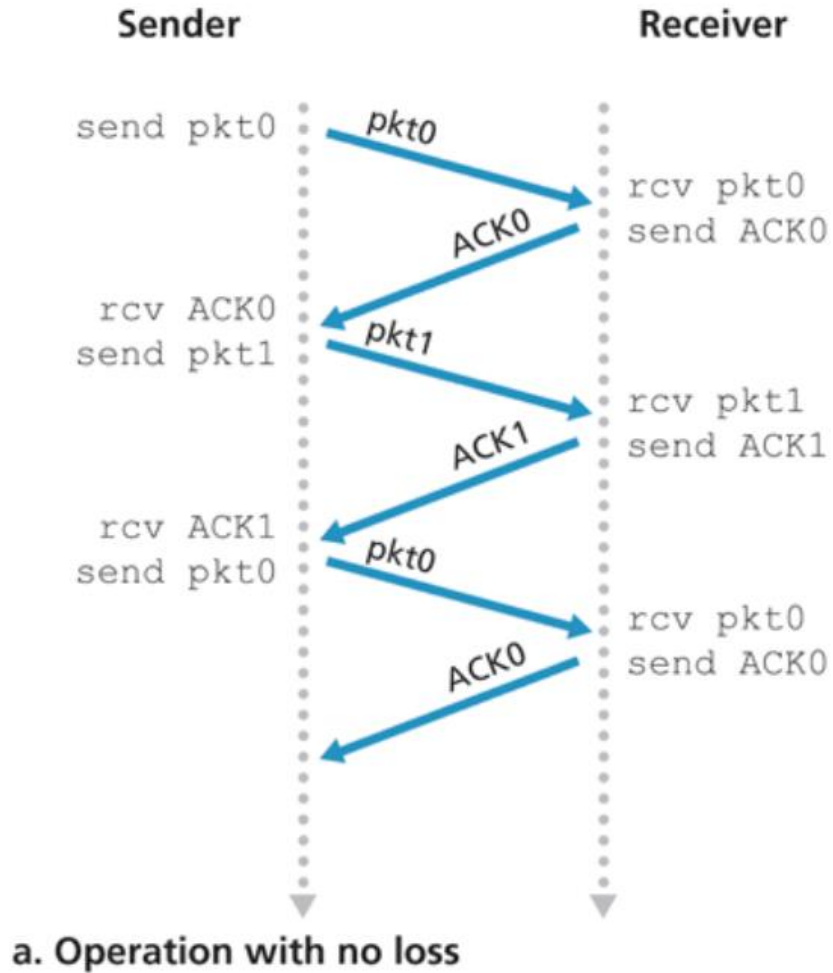 Sender
Receiver
send pkt0
pkt0
rcv pkt0
send ACK0
ACK0
rcv ACK0
send pkt1
pkt1
rcv pkt1
send ACK1
ACK1
rcv ACK1
send pkt0
pkt0
rcv pkt0
send ACK0
ACK0
a. Operation with no loss